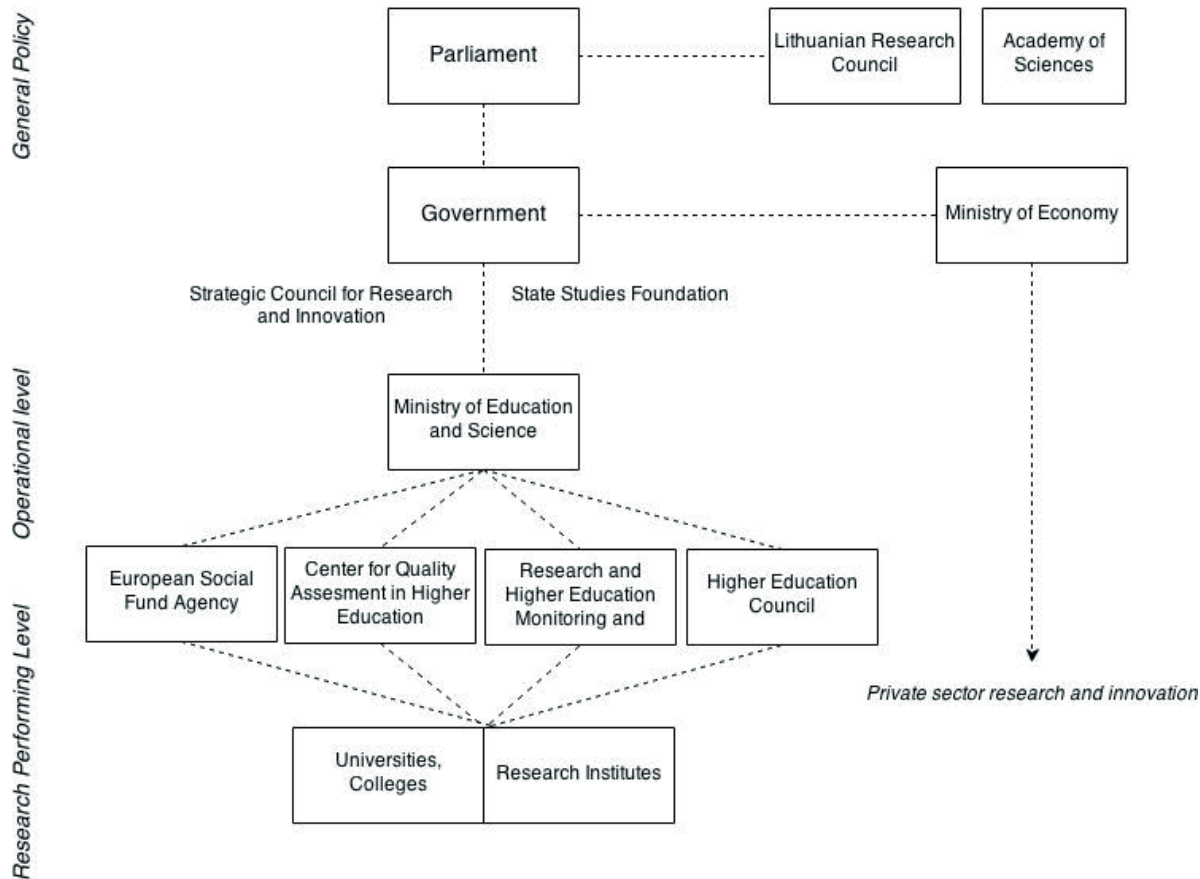 General Policy
Parliament
Lithuanian Research
Council
Academy of
Sciences
Government
Ministry of Economy
Strategic Council for Research
and Innovation
State Studies Foundation
Operational level
Ministry of Education
and Science
European Social
Fund Agency
Center for Quality
Assesment in Higher
Education
Research and
Higher Education
Monitoring and
Higher Education
Council
Research Performing Level
Private sector research and innovation
Universities,
Colleges
Research Institutes